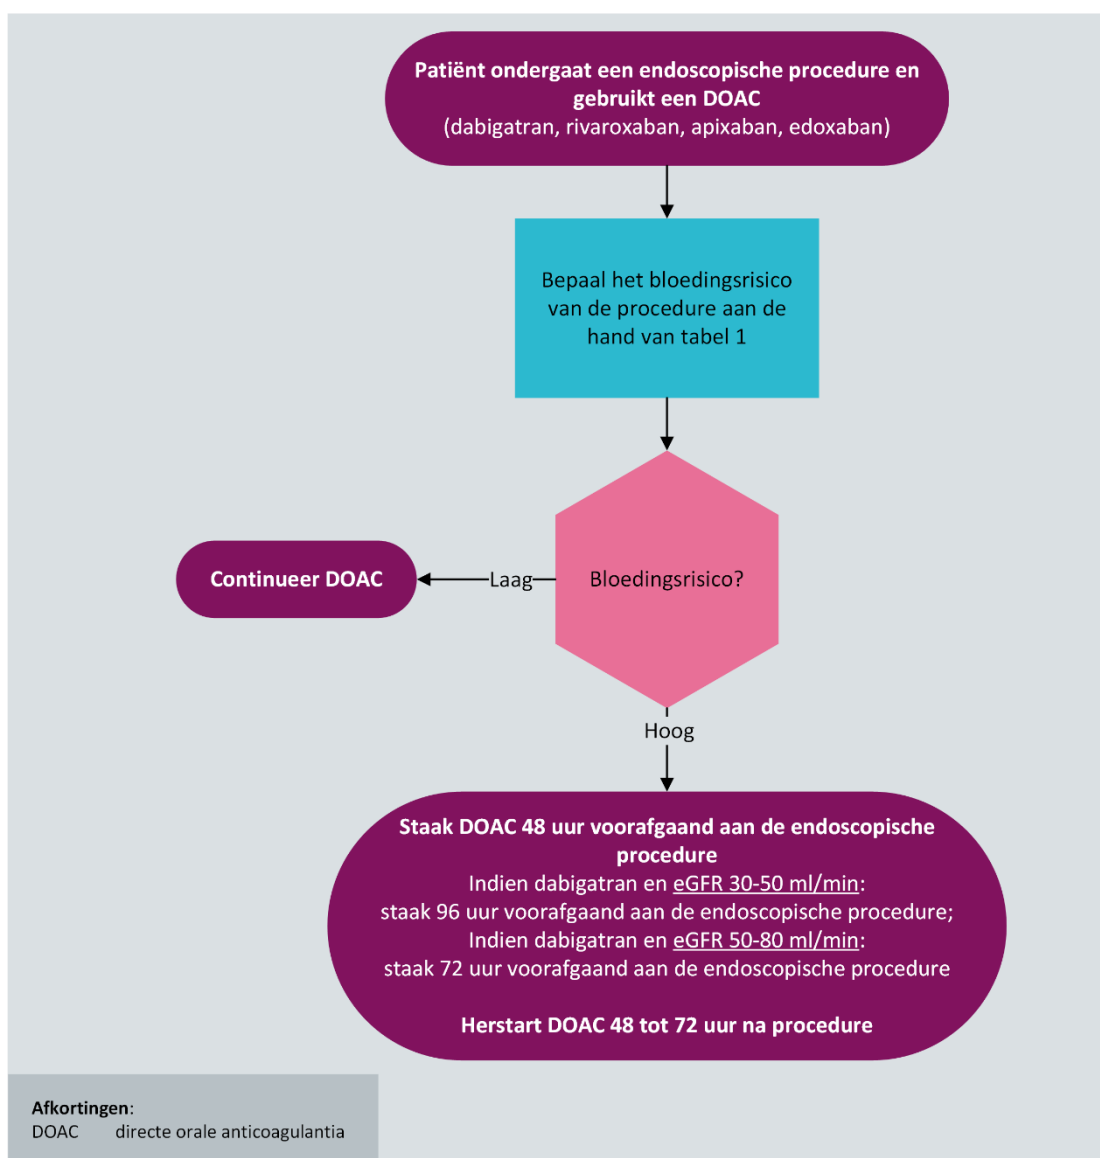 Patiënt ondergaat een endoscopische procedure en
gebruikt een DOAC
(dabigatran, rivaroxaban, apixaban, edoxaban)
Bepaal het bloedingsrisico
van de procedure aan de
hand van tabel 1
Continueer DOAC
Laag
Bloedingsrisico?
Hoog
Staak DOAC 48 uur voorafgaand aan de endoscopische
procedure
Indien dabigatran en eGFR 30-50 ml/min:
staak 96 uur voorafgaand aan de endoscopische procedure;
Indien dabigatran en eGFR 50-80 ml/min:
staak 72 uur voorafgaand aan de endoscopische procedure
Herstart DOAC 48 tot 72 uur na procedure
Afkortingen:
DOAC directe orale anticoagulantia